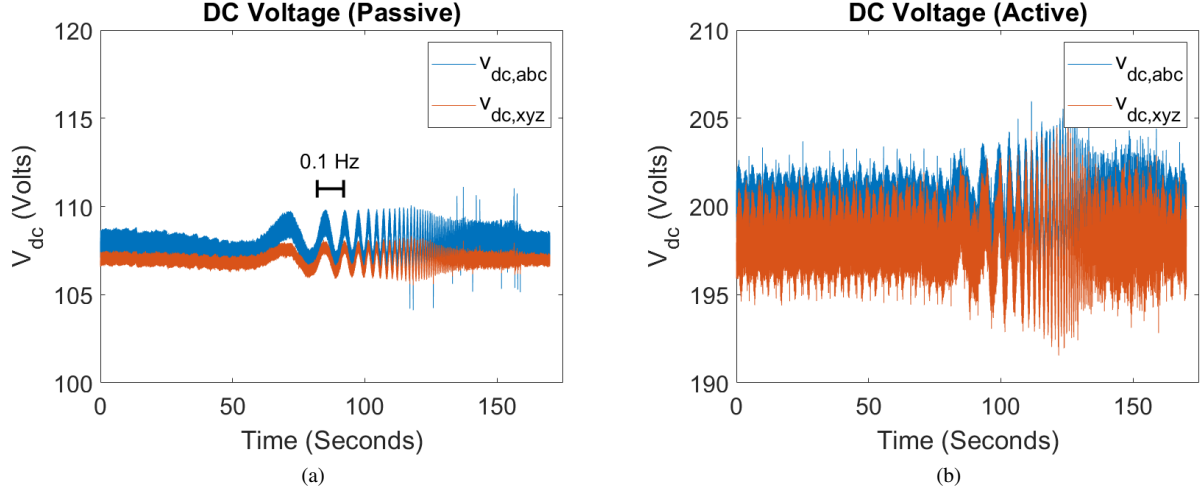 DC Voltage (Passive)
120
115
110
105
100
V_dc (Volts)
v_dc,abc
v_dc,xyz
0.1 Hz
0
50
100
150
Time (Seconds)
(a)
DC Voltage (Active)
210
205
200
195
190
V_dc (Volts)
v_dc,abc
v_dc,xyz
0
50
100
150
Time (Seconds)
(b)